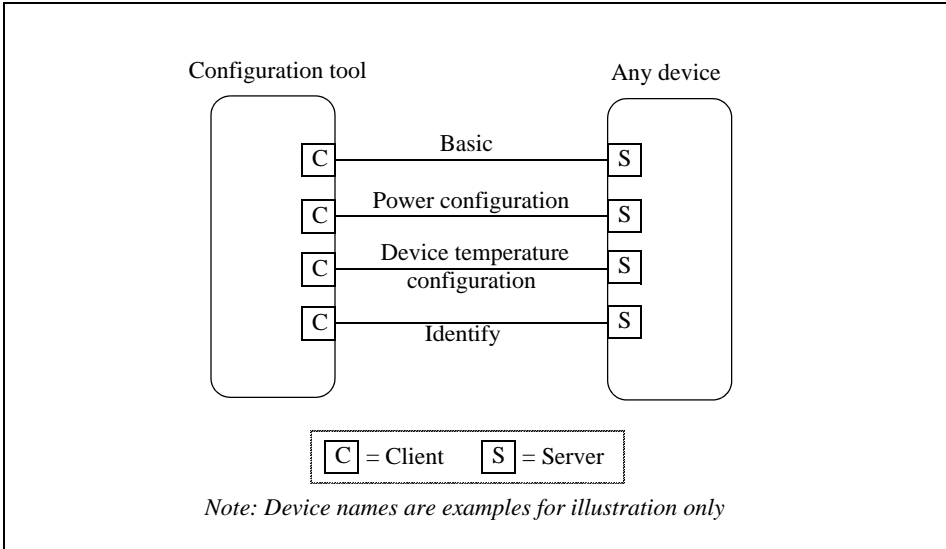 Configuration tool
Any device
C
Basic
S
C
Power configuration
S
C
Device temperature
configuration
S
C
Identify
S
C = Client S = Server
Note: Device names are examples for illustration only